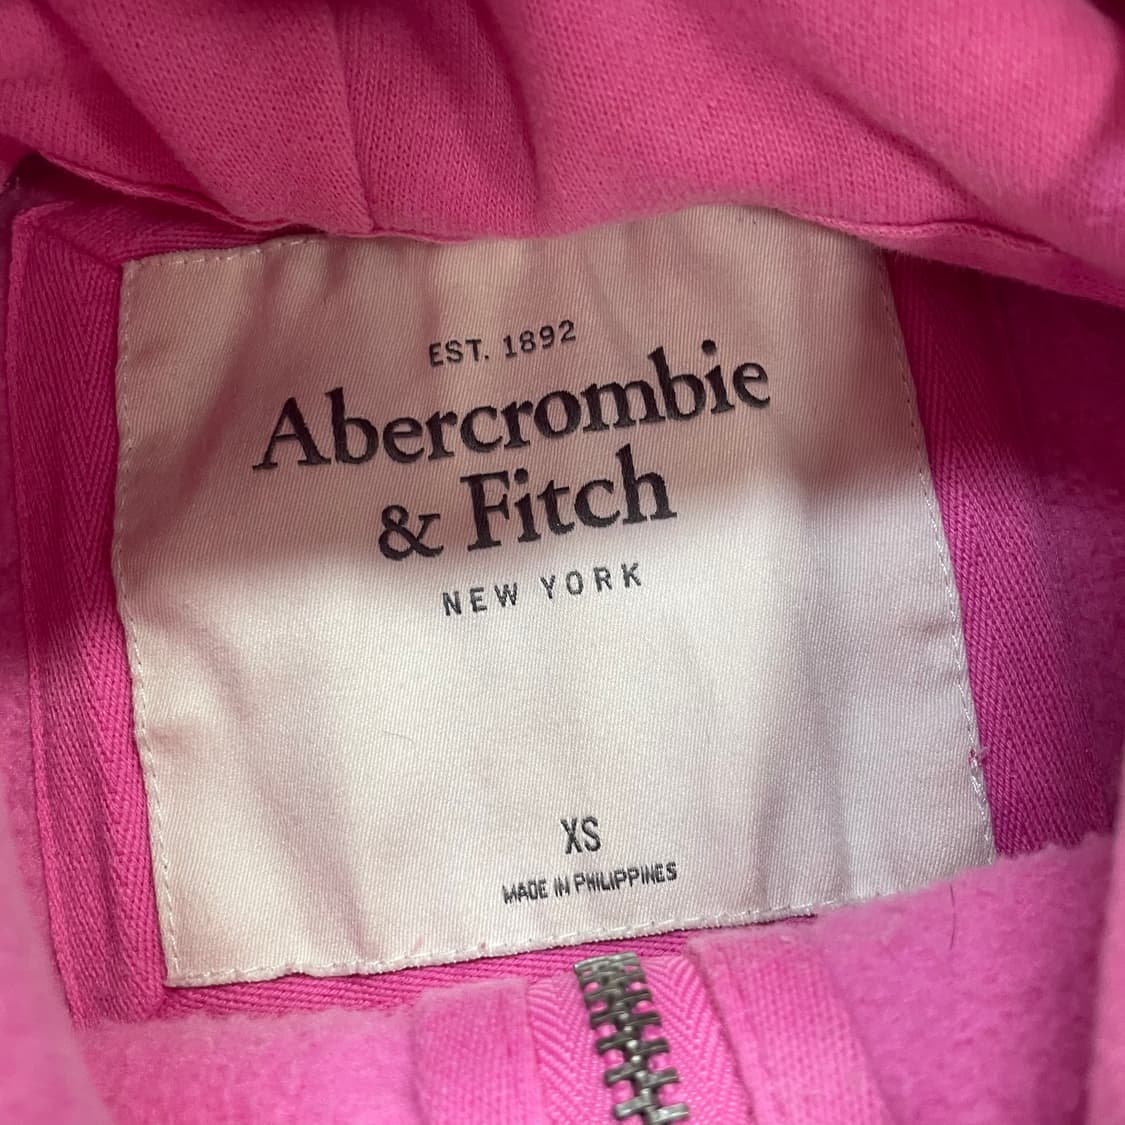 EST. 1892
Abercrombie
& Fitch
NEW YORK
XS
MADE IN PHILIPPINES